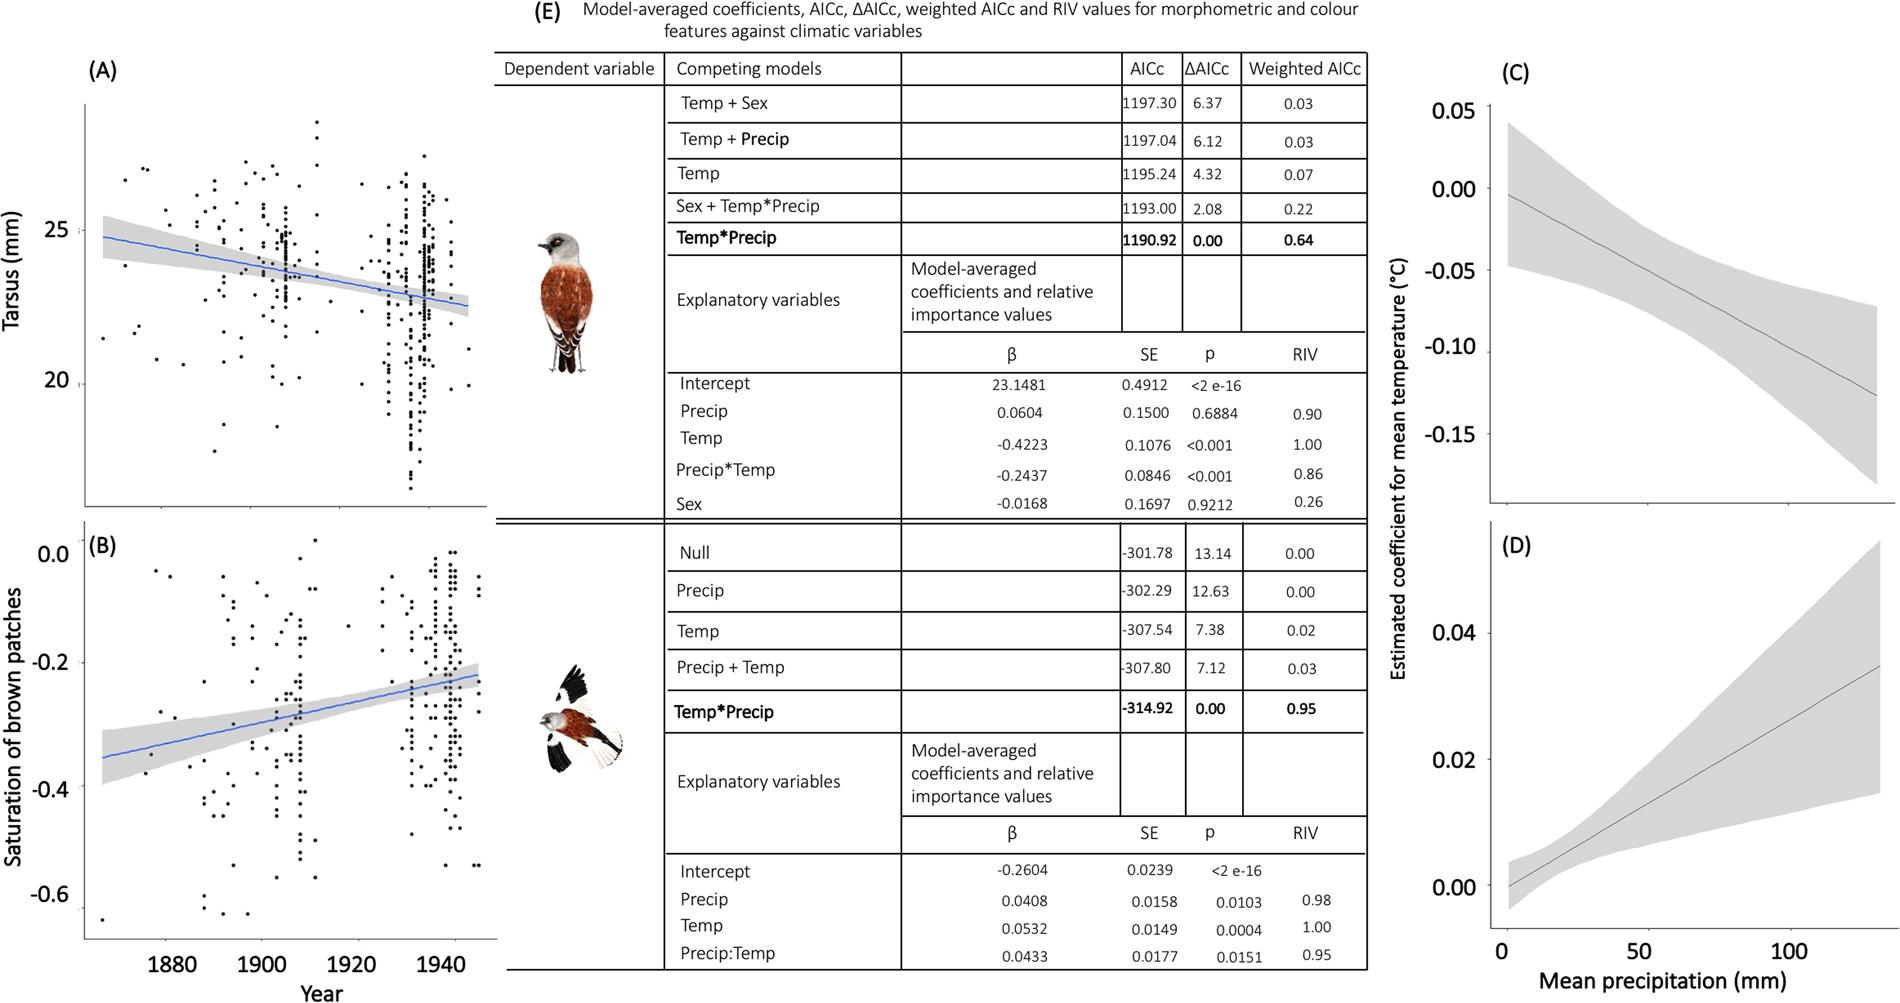 (E) Model-averaged coefficients, AICc, ΔAICc, weighted AICc and RIV values for morphometric and colour
features against climatic variables
(A)
25
20
Tarsus (mm)
(B)
0.0
-0.2
-0.4
-0.6
Saturation of brown patches
1880 1900 1920 1940
Year
Dependent variable Competing models AICc ΔAICc Weighted AICc
Temp + Sex 1197.30 6.37 0.03
Temp + Precip 1197.04 6.12 0.03
Temp 1195.24 4.32 0.07
Sex + Temp*Precip 1193.00 2.08 0.22
Temp*Precip 1190.92 0.00 0.64
Explanatory variables
Model-averaged
coefficients and relative
importance values
β SE p RIV
Intercept 23.1481 0.4912 <2 e-16
Precip 0.0604 0.1500 0.6884 0.90
Temp -0.4223 0.1076 <0.001 1.00
Precip*Temp -0.2437 0.0846 <0.001 0.86
Sex -0.0168 0.1697 0.9212 0.26
Null -301.78 13.14 0.00
Precip -302.29 12.63 0.00
Temp -307.54 7.38 0.02
Precip + Temp -307.80 7.12 0.03
Temp*Precip -314.92 0.00 0.95
Explanatory variables
Model-averaged
coefficients and relative
importance values
β SE p RIV
Intercept -0.2604 0.0239 <2 e-16
Precip 0.0408 0.0158 0.0103 0.98
Temp 0.0532 0.0149 0.0004 1.00
Precip:Temp 0.0433 0.0177 0.0151 0.95
(C)
0.05
0.00
-0.05
-0.10
-0.15
Estimated coefficient for mean temperature (°C)
(D)
0.04
0.02
0.00
0 50 100
Mean precipitation (mm)